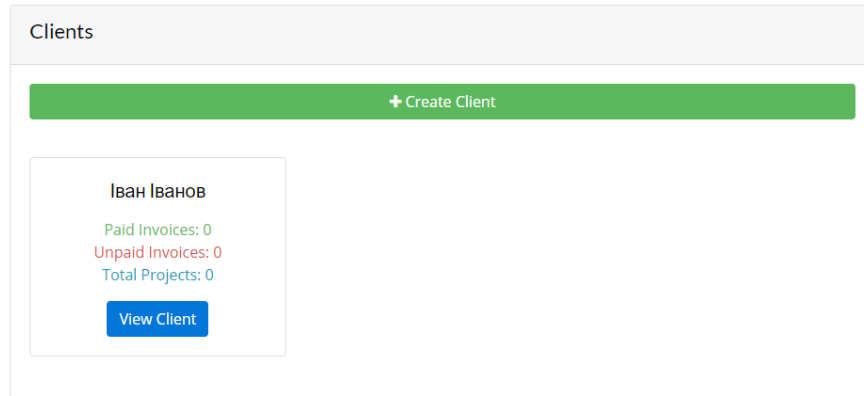 Clients
+ Create Client
Іван Іванов
Paid Invoices: 0
Unpaid Invoices: 0
Total Projects: 0
View Client